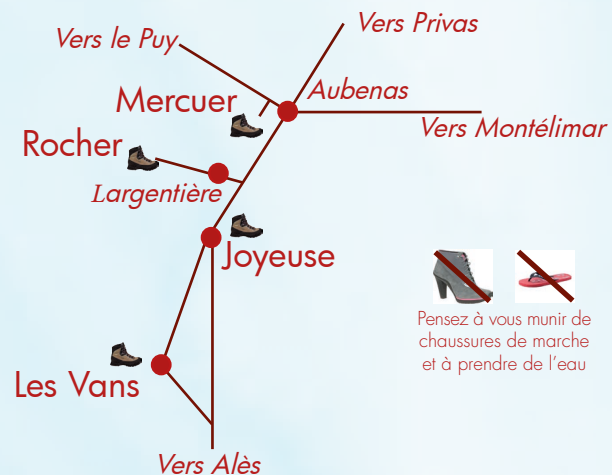 Vers Privas
Vers le Puy
Mercuer
Aubenas
Vers Montélimar
Rocher
Largentière
Joyeuse
Pensez à vous munir de
chaussures de marche
et à prendre de l'eau
Les Vans
Vers Alès